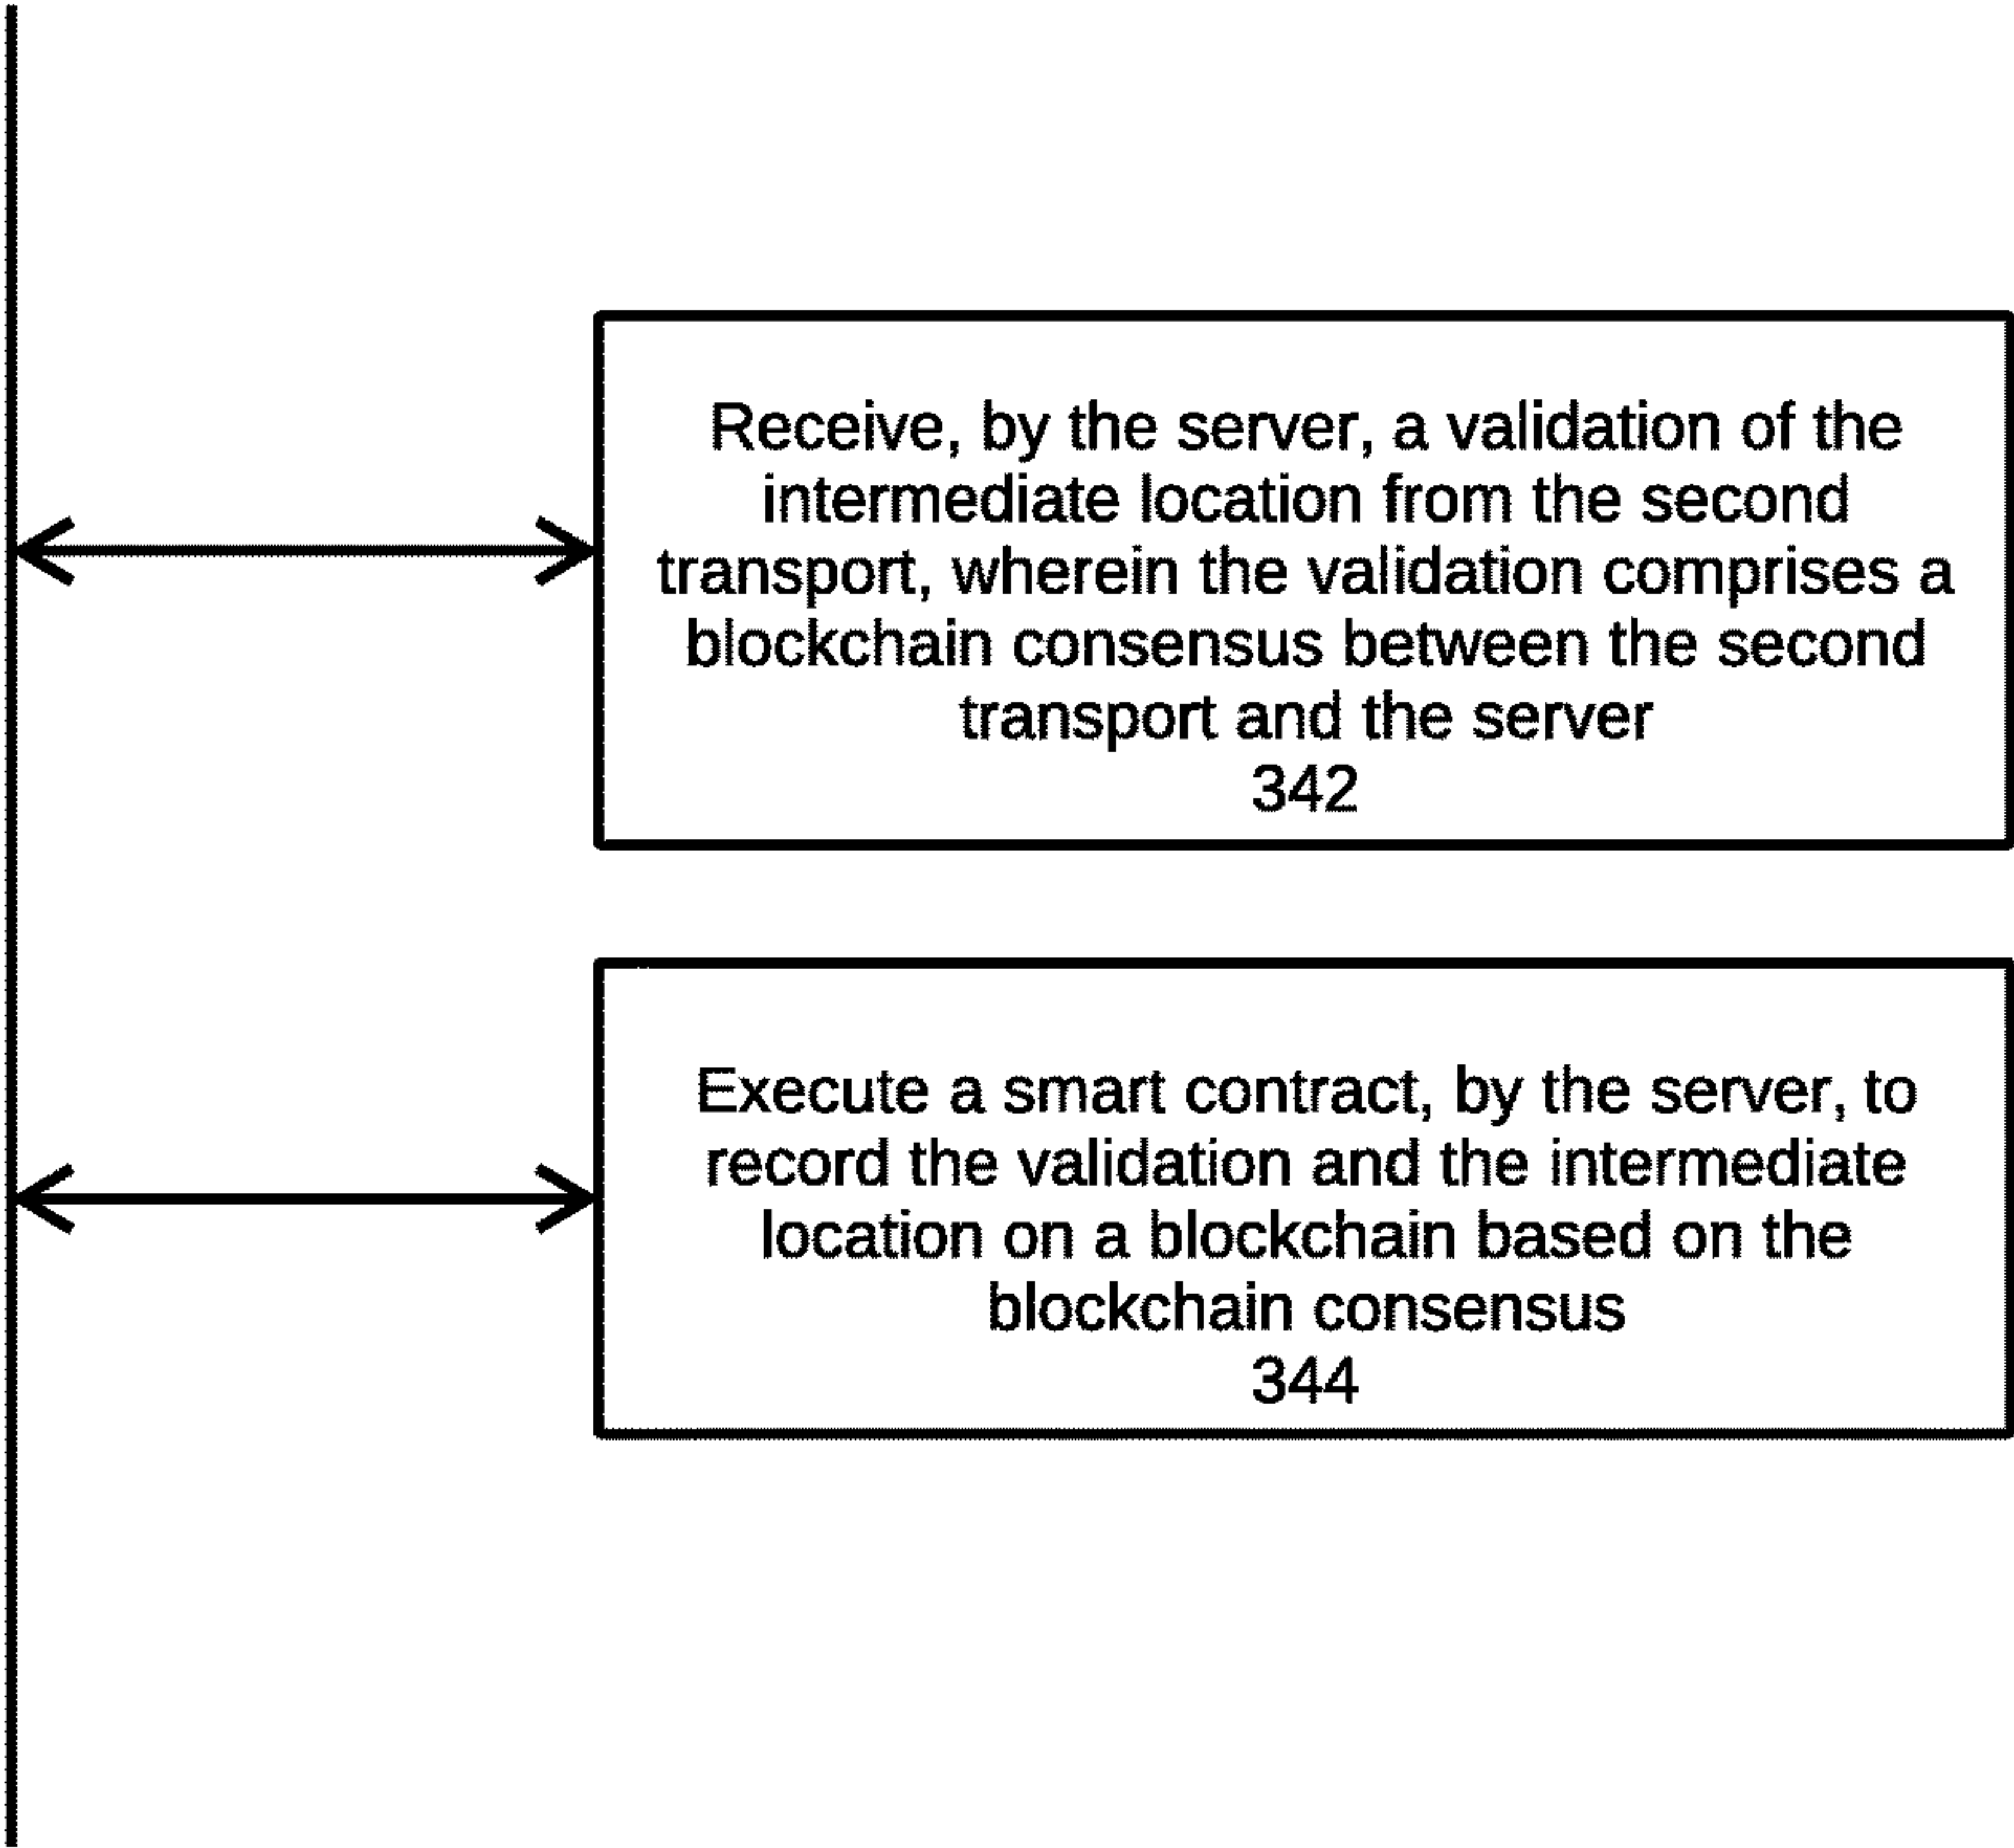 Receive, by the server, a validation of the
intermediate location from the second
transport, wherein the validation comprises a
blockchain consensus between the second
transport and the server
342
Execute a smart contract, by the server, to
record the validation and the intermediate
location on a blockchain based on the
blockchain consensus
344